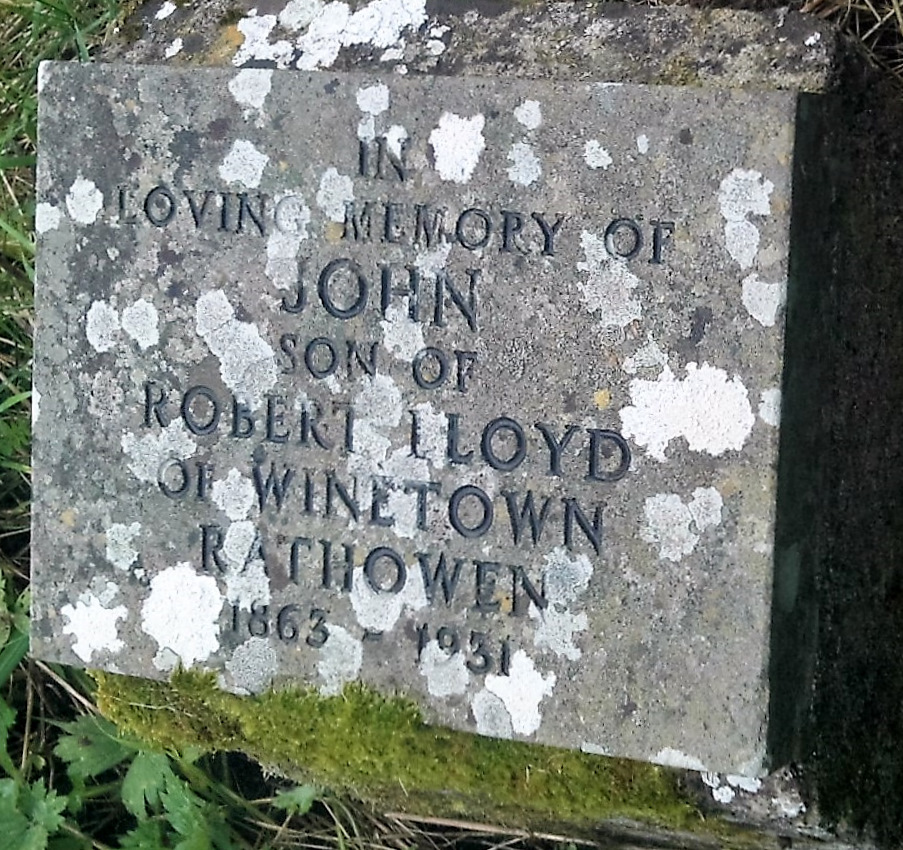 IN
LOVING MEMORY OF
JOHN
SON OF
ROBERT LLOYD
OF WINETOWN
RATHOWEN
1863 - 1931